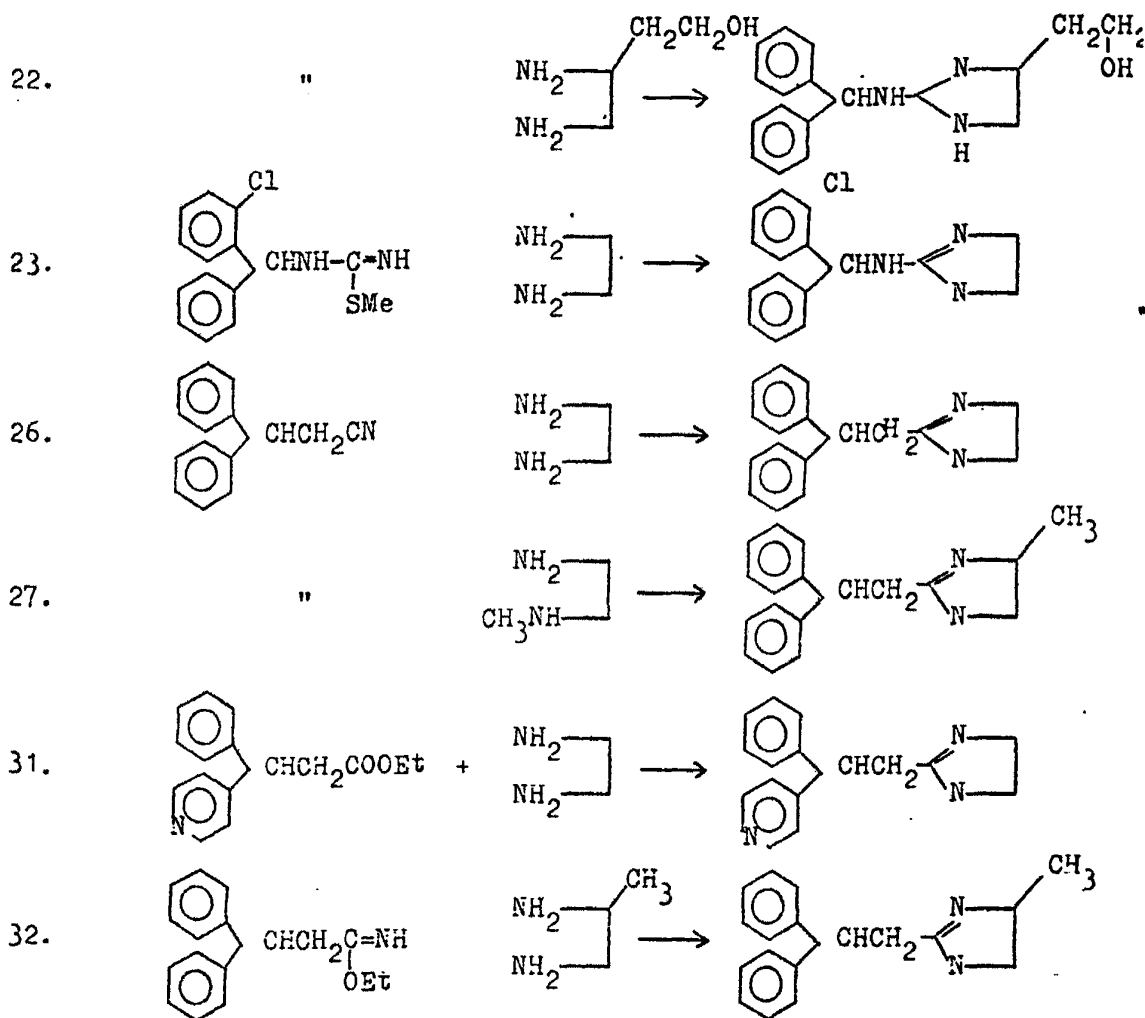 CH2CH2OH CH2CH2
22. " NH2 NH2 CHNH N N H OH
Cl Cl
23. CHNH-C=NH SMe NH2 NH2 CHNH N N "
26. CHCH2CN NH2 NH2 CHCH2 N N
27. " NH2 CH3NH CHCH2 N N CH3
31. N CHCH2COOEt + NH2 NH2 N CHCH2 N N
32. CHCH2C=NH OEt NH2 NH2 CH3 CHCH2 N N CH3